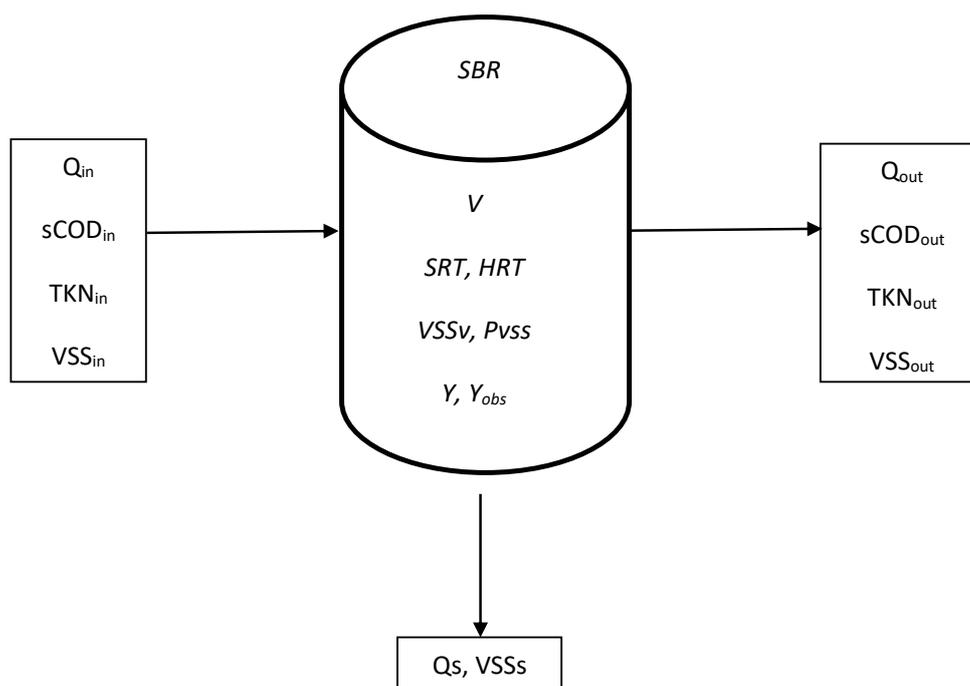 SBR
Qin
sCODin
TKNin
VSSin
V
SRT, HRT
VSSv, Pvss
Y, Yobs
Qout
sCODout
TKNout
VSSout
Qs, VSSs